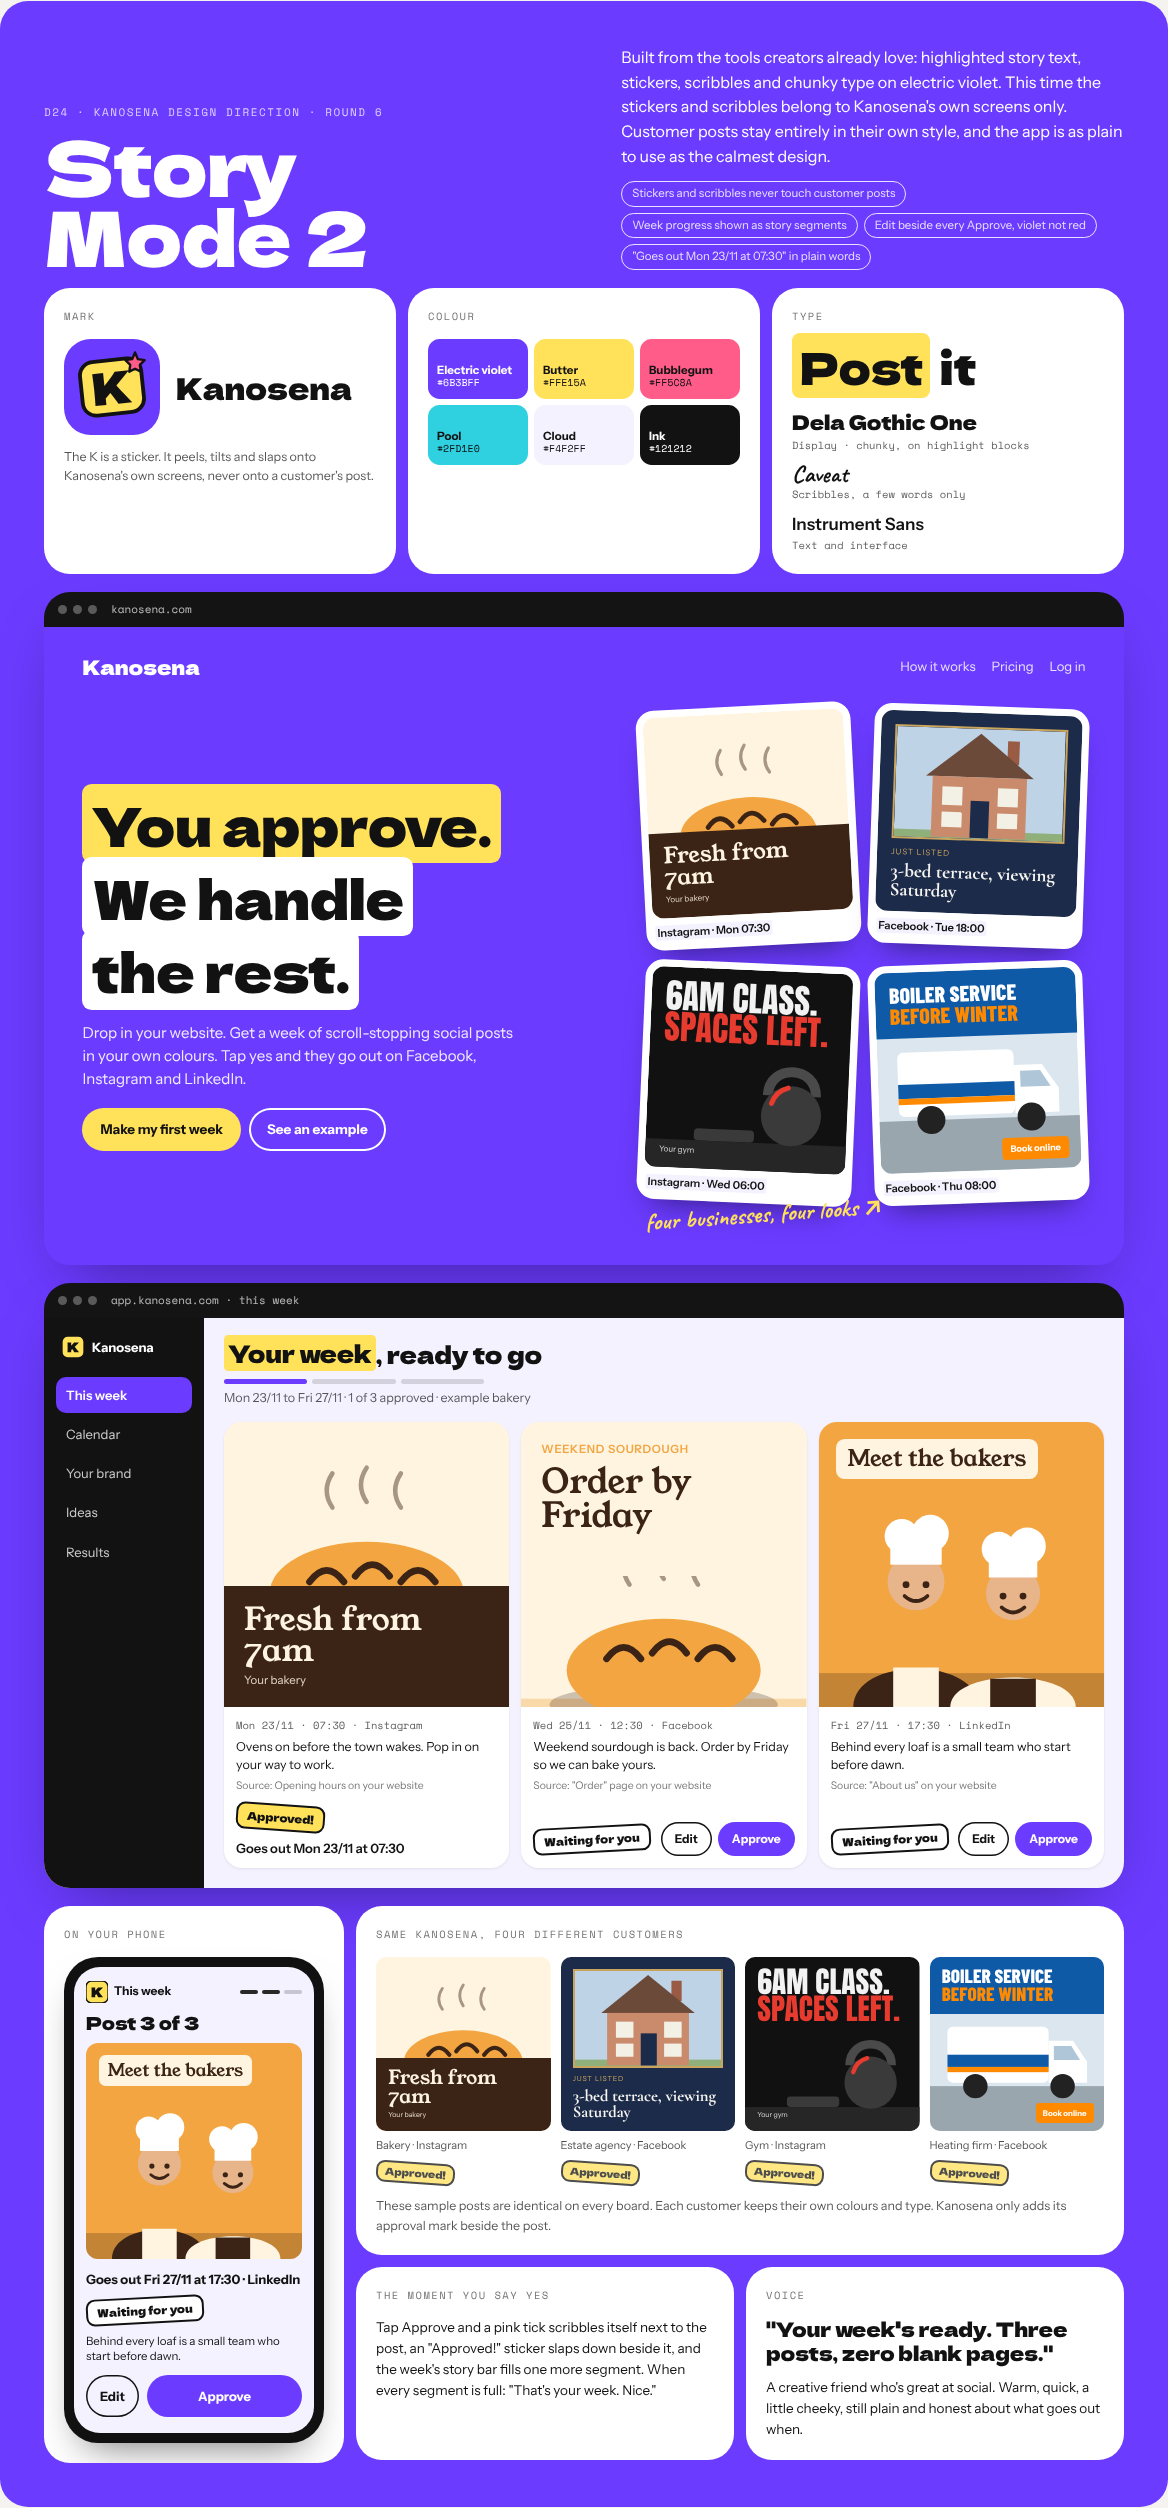 D24 · KANOSENA DESIGN DIRECTION · ROUND 6
Story
Mode 2
Built from the tools creators already love: highlighted story text,
stickers, scribbles and chunky type on electric violet. This time the
stickers and scribbles belong to Kanosena's own screens only.
Customer posts stay entirely in their own style, and the app is as plain
to use as the calmest design.
Stickers and scribbles never touch customer posts
Week progress shown as story segments
Edit beside every Approve, violet not red
"Goes out Mon 23/11 at 07:30" in plain words
MARK
K
Kanosena
The K is a sticker. It peels, tilts and slaps onto
Kanosena's own screens, never onto a customer's post.
COLOUR
Electric violet
#6B3BFF
Butter
#FFE15A
Bubblegum
#FF5C8A
Pool
#2FD1E0
Cloud
#F4F2FF
Ink
#121212
TYPE
Post it
Dela Gothic One
Display · chunky, on highlight blocks
Caveat
Scribbles, a few words only
Instrument Sans
Text and interface
kanosena.com
Kanosena
How it works
Pricing
Log in
You approve.
We handle
the rest.
Drop in your website. Get a week of scroll-stopping social posts
in your own colours. Tap yes and they go out on Facebook,
Instagram and LinkedIn.
Make my first week
See an example
Fresh from
7am
Your bakery
Instagram · Mon 07:30
JUST LISTED
3-bed terrace, viewing
Saturday
Facebook · Tue 18:00
6AM CLASS.
SPACES LEFT.
Your gym
Instagram · Wed 06:00
BOILER SERVICE
BEFORE WINTER
Book online
Facebook · Thu 08:00
four businesses, four looks ↗
app.kanosena.com · this week
K
Kanosena
This week
Calendar
Your brand
Ideas
Results
Your week, ready to go
Mon 23/11 to Fri 27/11 · 1 of 3 approved · example bakery
Fresh from
7am
Your bakery
Mon 23/11 · 07:30 · Instagram
Ovens on before the town wakes. Pop in on
your way to work.
Source: Opening hours on your website
Approved!
Goes out Mon 23/11 at 07:30
WEEKEND SOURDOUGH
Order by
Friday
Wed 25/11 · 12:30 · Facebook
Weekend sourdough is back. Order by Friday
so we can bake yours.
Source: "Order" page on your website
Waiting for you
Edit
Approve
Meet the bakers
Fri 27/11 · 17:30 · LinkedIn
Behind every loaf is a small team who start
before dawn.
Source: "About us" on your website
Waiting for you
Edit
Approve
ON YOUR PHONE
K
This week
Post 3 of 3
Meet the bakers
Goes out Fri 27/11 at 17:30 · LinkedIn
Waiting for you
Behind every loaf is a small team who
start before dawn.
Edit
Approve
SAME KANOSENA, FOUR DIFFERENT CUSTOMERS
Fresh from
7am
Your bakery
Bakery · Instagram
Approved!
JUST LISTED
3-bed terrace, viewing
Saturday
Estate agency · Facebook
Approved!
6AM CLASS.
SPACES LEFT.
Your gym
Gym · Instagram
Approved!
BOILER SERVICE
BEFORE WINTER
Book online
Heating firm · Facebook
Approved!
These sample posts are identical on every board. Each customer keeps their own colours and type. Kanosena only adds its
approval mark beside the post.
THE MOMENT YOU SAY YES
Tap Approve and a pink tick scribbles itself next to the
post, an "Approved!" sticker slaps down beside it, and
the week's story bar fills one more segment. When
every segment is full: "That's your week. Nice."
VOICE
"Your week's ready. Three
posts, zero blank pages."
A creative friend who's great at social. Warm, quick, a
little cheeky, still plain and honest about what goes out
when.